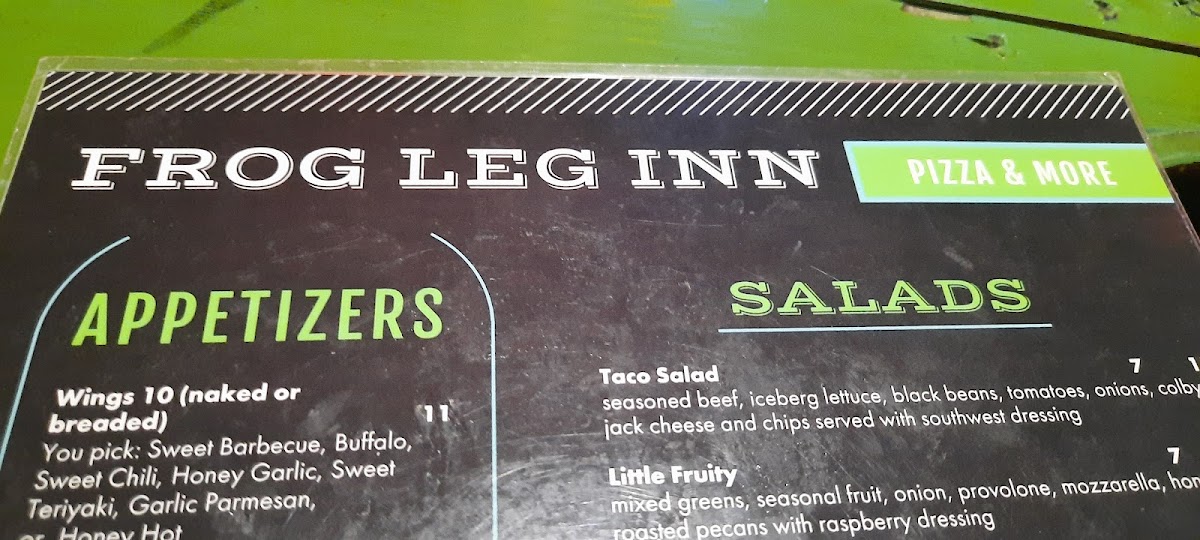 FROG LEG INN
PIZZA & MORE
APPETIZERS
Wings 10 (naked or
breaded) 11
You pick: Sweet Barbecue, Buffalo,
Sweet Chili, Honey Garlic, Sweet
Teriyaki, Garlic Parmesan,
or Honey Hot
SALADS
Taco Salad 7
seasoned beef, iceberg lettuce, black beans, tomatoes, onions, colby
jack cheese and chips served with southwest dressing
Little Fruity 7
mixed greens, seasonal fruit, onion, provolone, mozzarella,
roasted pecans with raspberry dressing